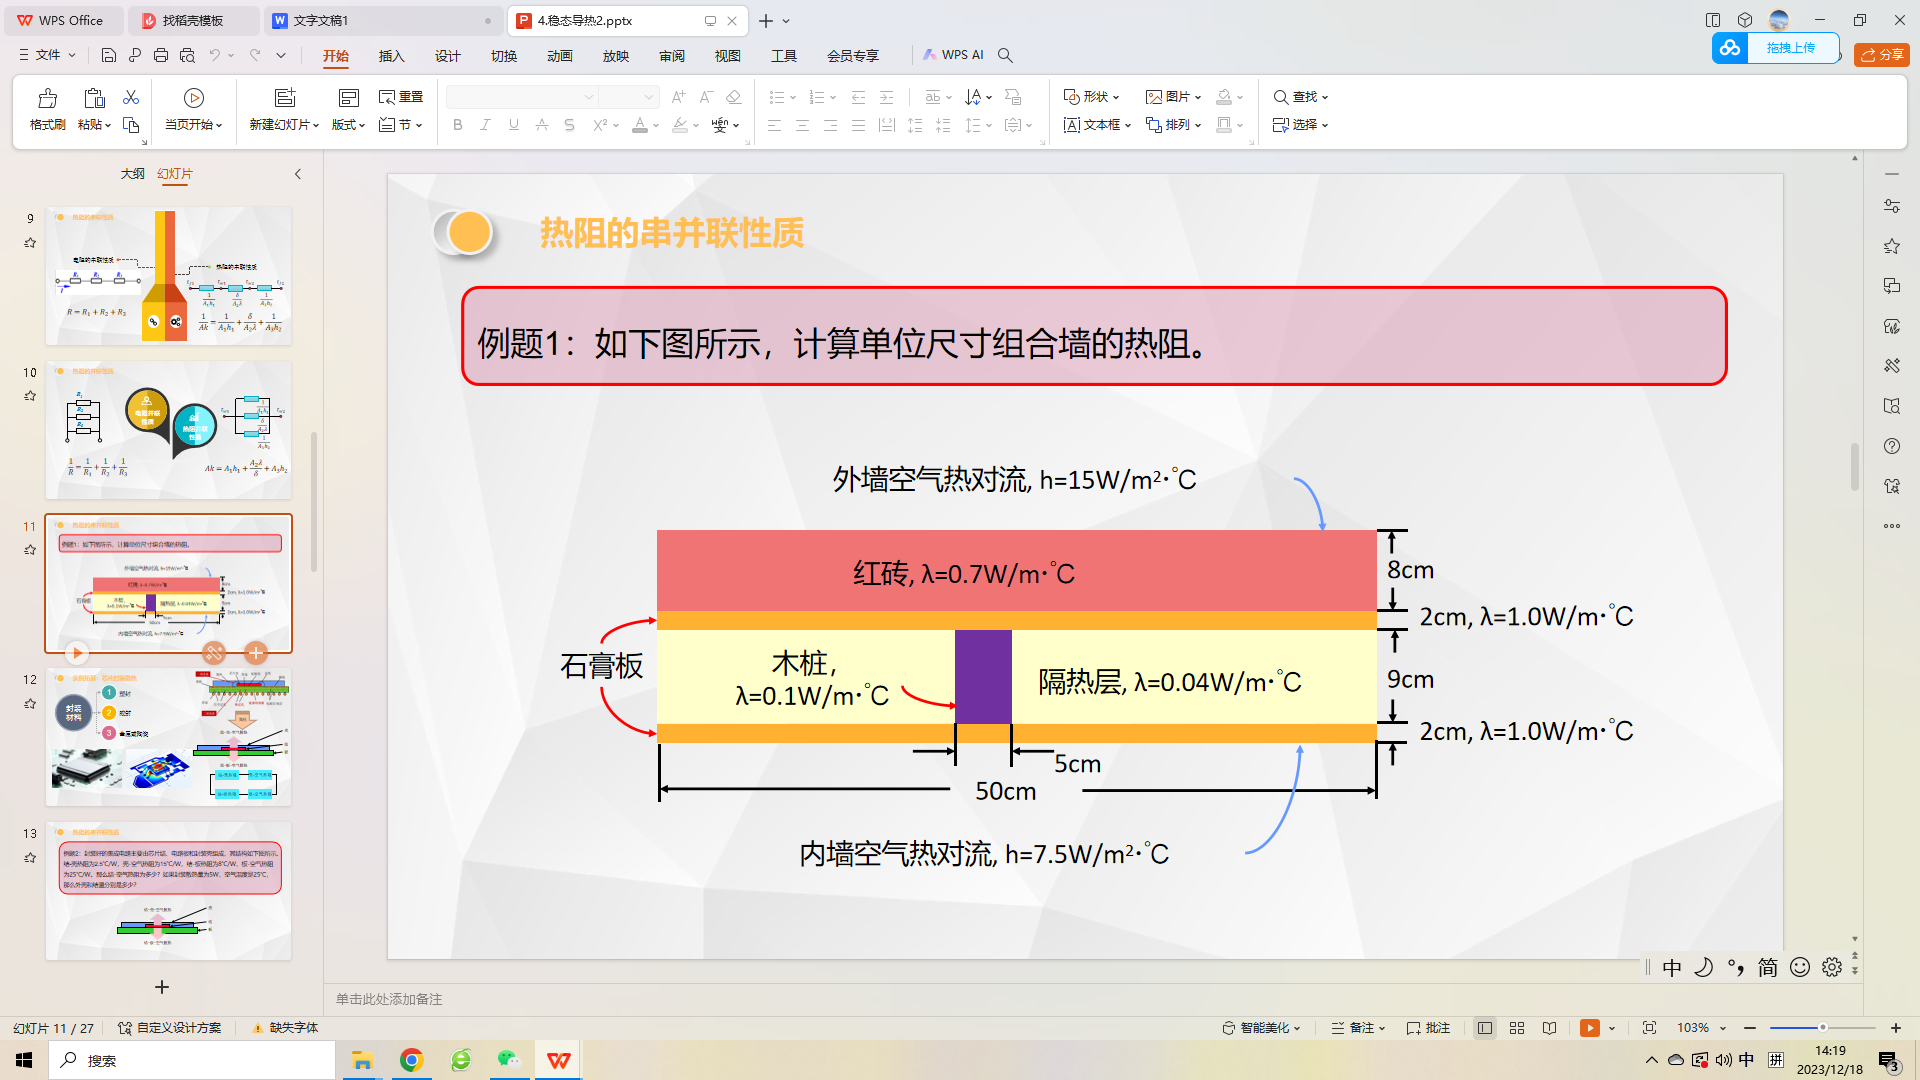 WPS Office
找稻壳模板
文字文稿1
4.稳态导热2.pptx
文件
开始
插入
设计
切换
动画
放映
审阅
视图
工具
会员专享
WPS AI
拖拽上传
分享
格式刷
粘贴
当页开始
新建幻灯片
版式
重置
节
形状
图片
文本框
排列
查找
选择
大纲
幻灯片
9
10
11
12
13
热阻的串并联性质
例题1：如下图所示，计算单位尺寸组合墙的热阻。
外墙空气热对流, h=15W/m²·℃
红砖, λ=0.7W/m·℃
8cm
2cm, λ=1.0W/m·℃
石膏板
木桩，
λ=0.1W/m·℃
隔热层, λ=0.04W/m·℃
9cm
2cm, λ=1.0W/m·℃
5cm
50cm
内墙空气热对流, h=7.5W/m²·℃
中
简
单击此处添加备注
幻灯片 11 / 27
自定义设计方案
缺失字体
智能美化
备注
批注
103%
搜索
中
拼
14:19
2023/12/18
3